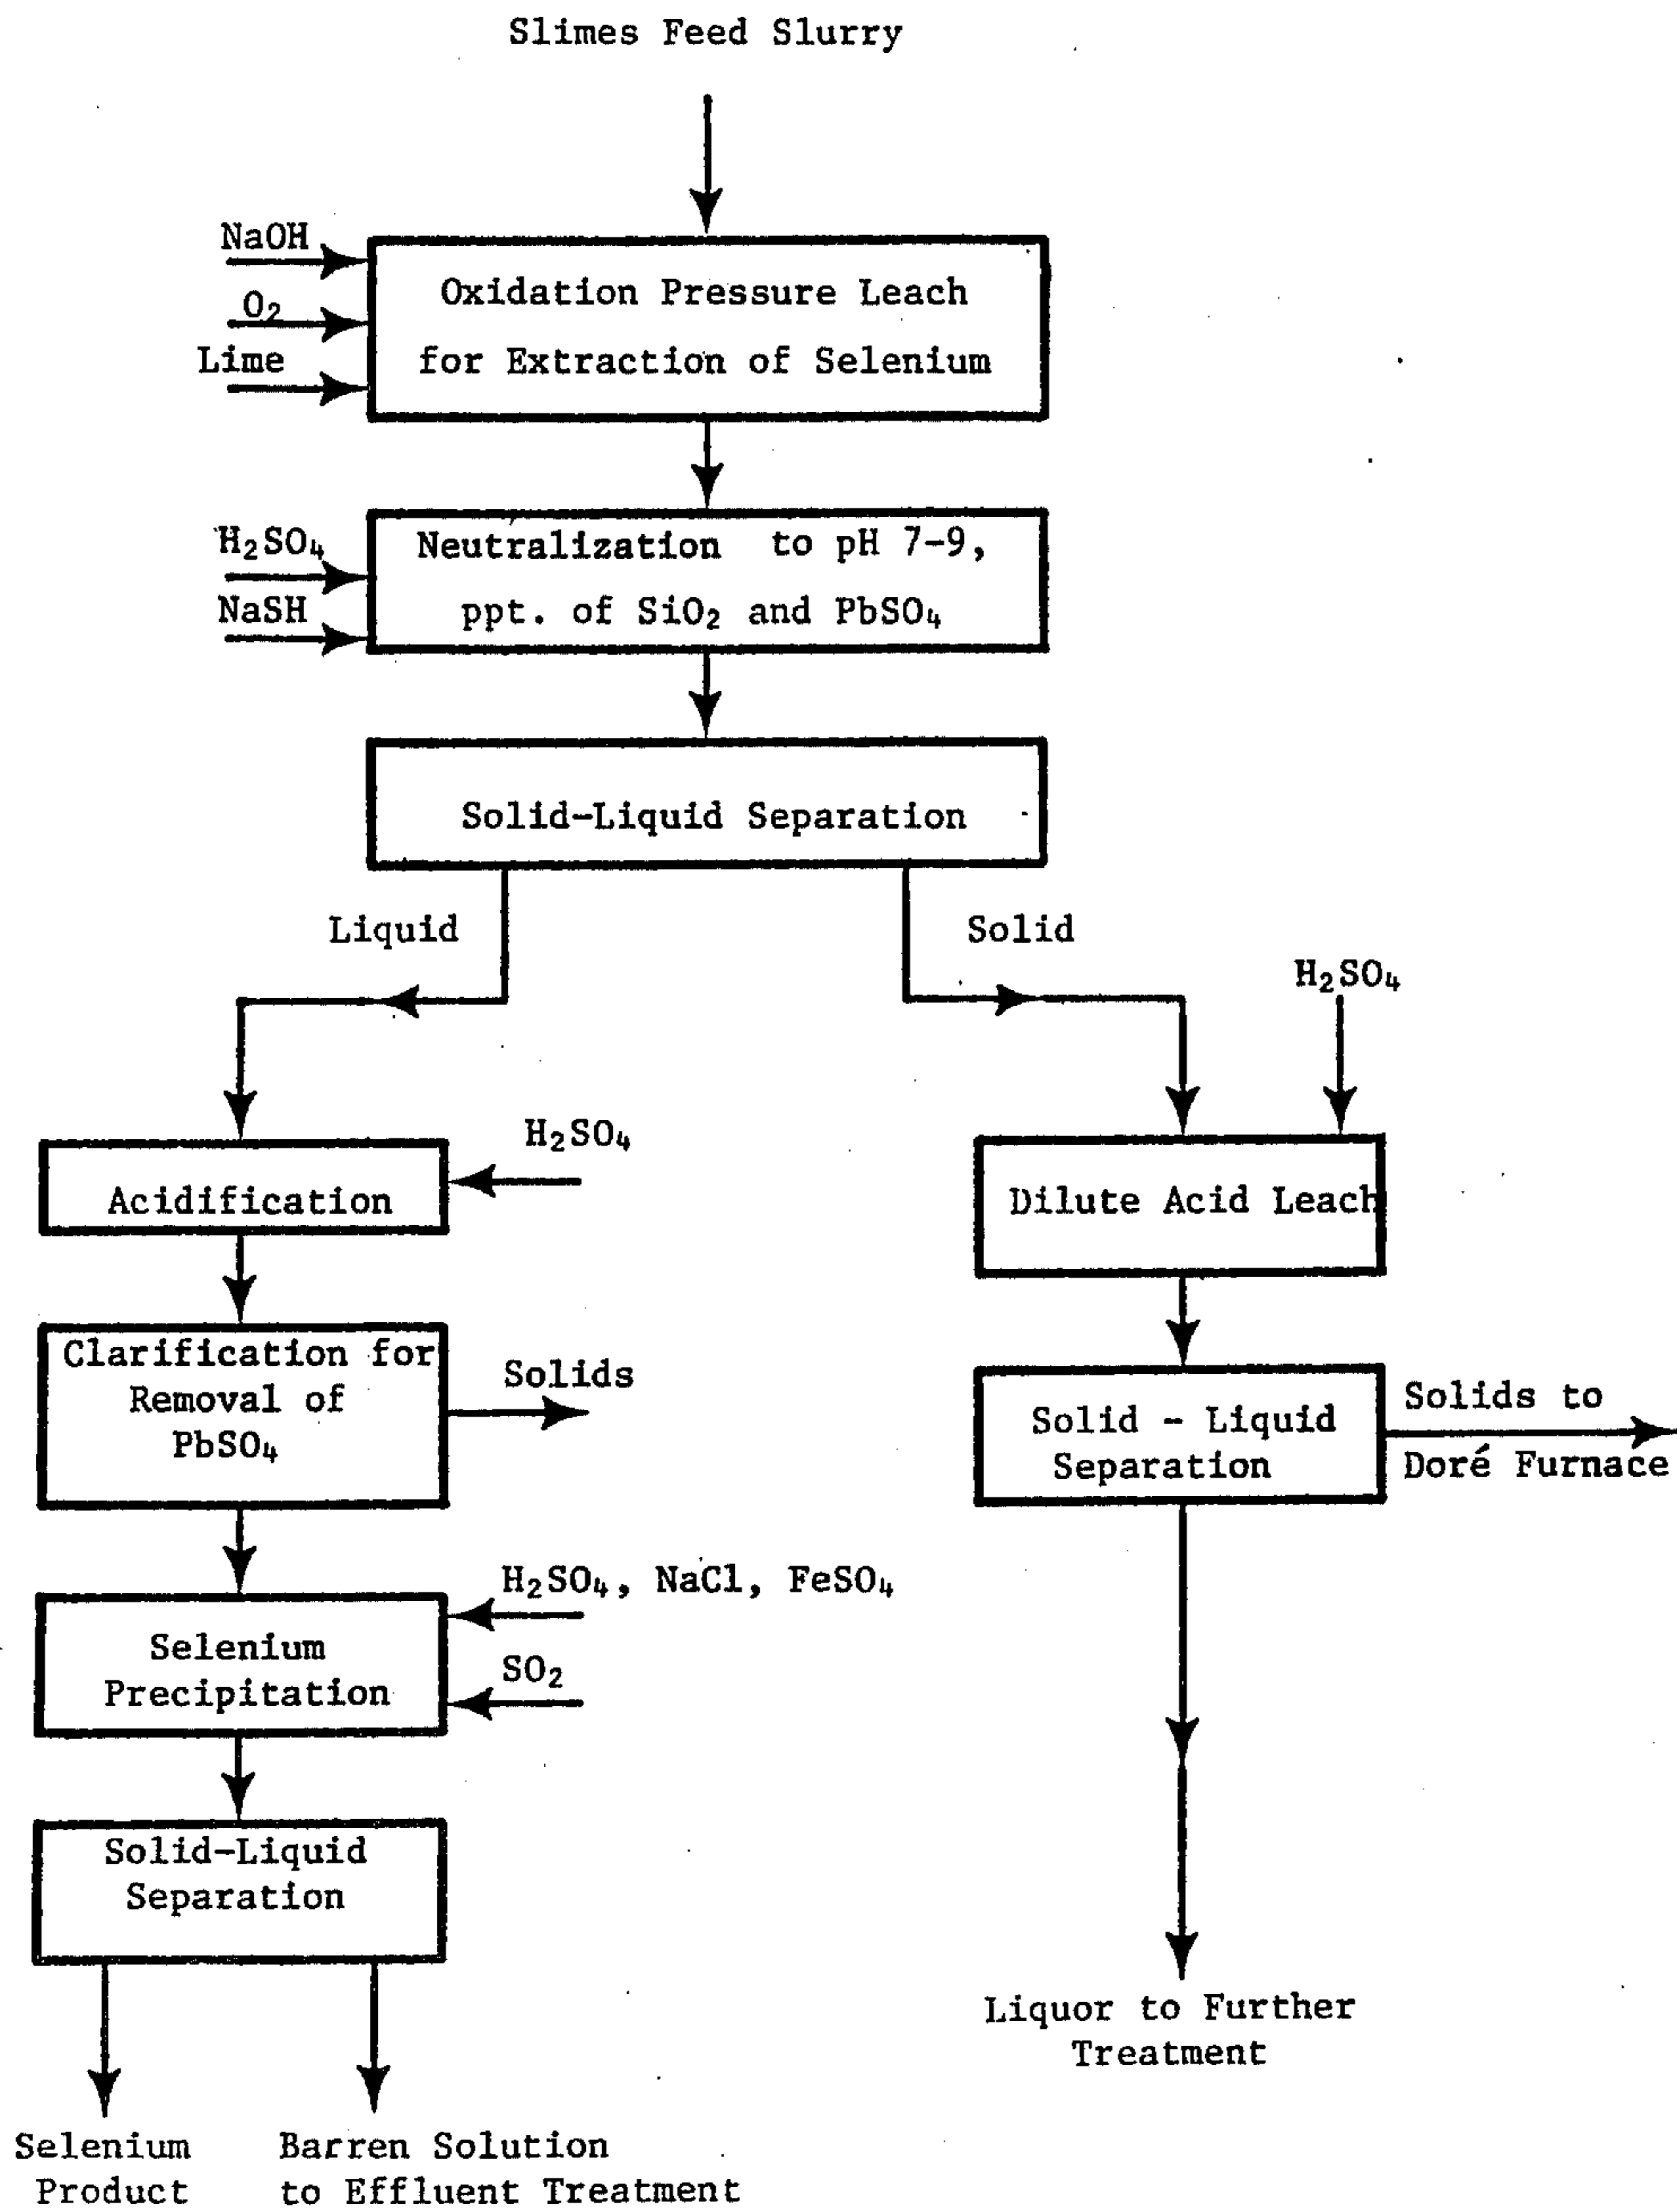 Slimes Feed Slurry
NaOH
O₂
Lime
Oxidation Pressure Leach
for Extraction of Selenium
H₂SO₄
NaSH
Neutralization to pH 7-9,
ppt. of SiO₂ and PbSO₄
Solid-Liquid Separation
Liquid
Solid
H₂SO₄
H₂SO₄
Acidification
Dilute Acid Leach
Clarification for
Removal of
PbSO₄
Solids
Solid - Liquid
Separation
Solids to
Doré Furnace
H₂SO₄, NaCl, FeSO₄
SO₂
Selenium
Precipitation
Solid-Liquid
Separation
Liquor to Further
Treatment
Selenium
Product
Barren Solution
to Effluent Treatment